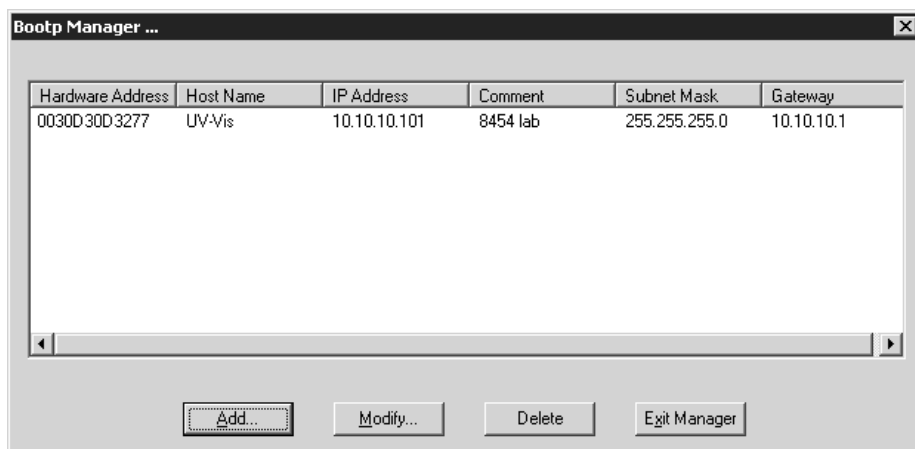 Bootp Manager ...
Hardware Address Host Name IP Address Comment Subnet Mask Gateway
0030D30D3277 UV-Vis 10.10.10.101 8454 lab 255.255.255.0 10.10.10.1
Add... Modify... Delete Exit Manager